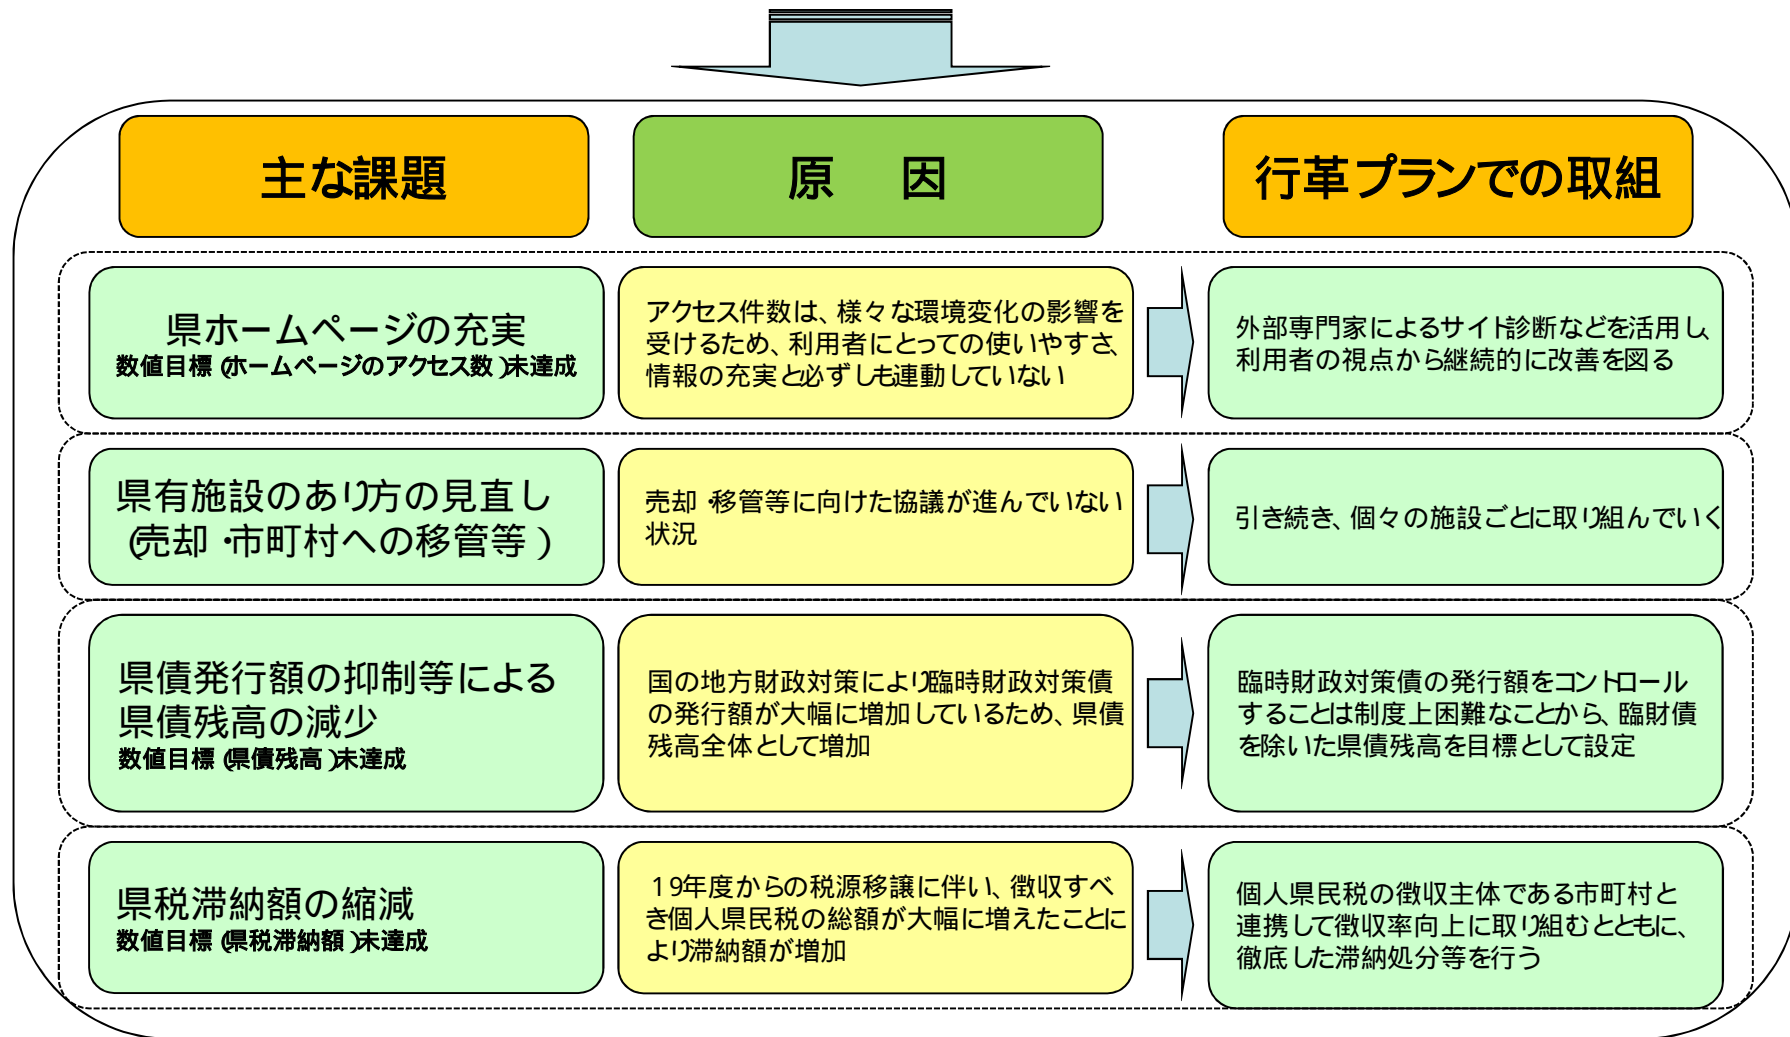 主な課題
原　因
行革プランでの取組
県ホームページの充実
数値目標(ホームページのアクセス数)未達成
アクセス件数は、様々な環境変化の影響を
受けるため、利用者にとっての使いやすさ、
情報の充実と必ずしも連動していない
外部専門家によるサイト診断などを活用し、
利用者の視点から継続的に改善を図る
県有施設のあり方の見直し
(売却・市町村への移管等)
売却・移管等に向けた協議が進んでいない
状況
引き続き、個々の施設ごとに取り組んでいく
県債発行額の抑制等による
県債残高の減少
数値目標(県債残高)未達成
国の地方財政対策により臨時財政対策債
の発行額が大幅に増加しているため、県債
残高全体として増加
臨時財政対策債の発行額をコントロール
することは制度上困難なことから、臨財債
を除いた県債残高を目標として設定
県税滞納額の縮減
数値目標(県税滞納額)未達成
19年度からの税源移譲に伴い、徴収すべ
き個人県民税の総額が大幅に増えたことに
より滞納額が増加
個人県民税の徴収主体である市町村と
連携して徴収率向上に取り組むとともに、
徹底した滞納処分等を行う